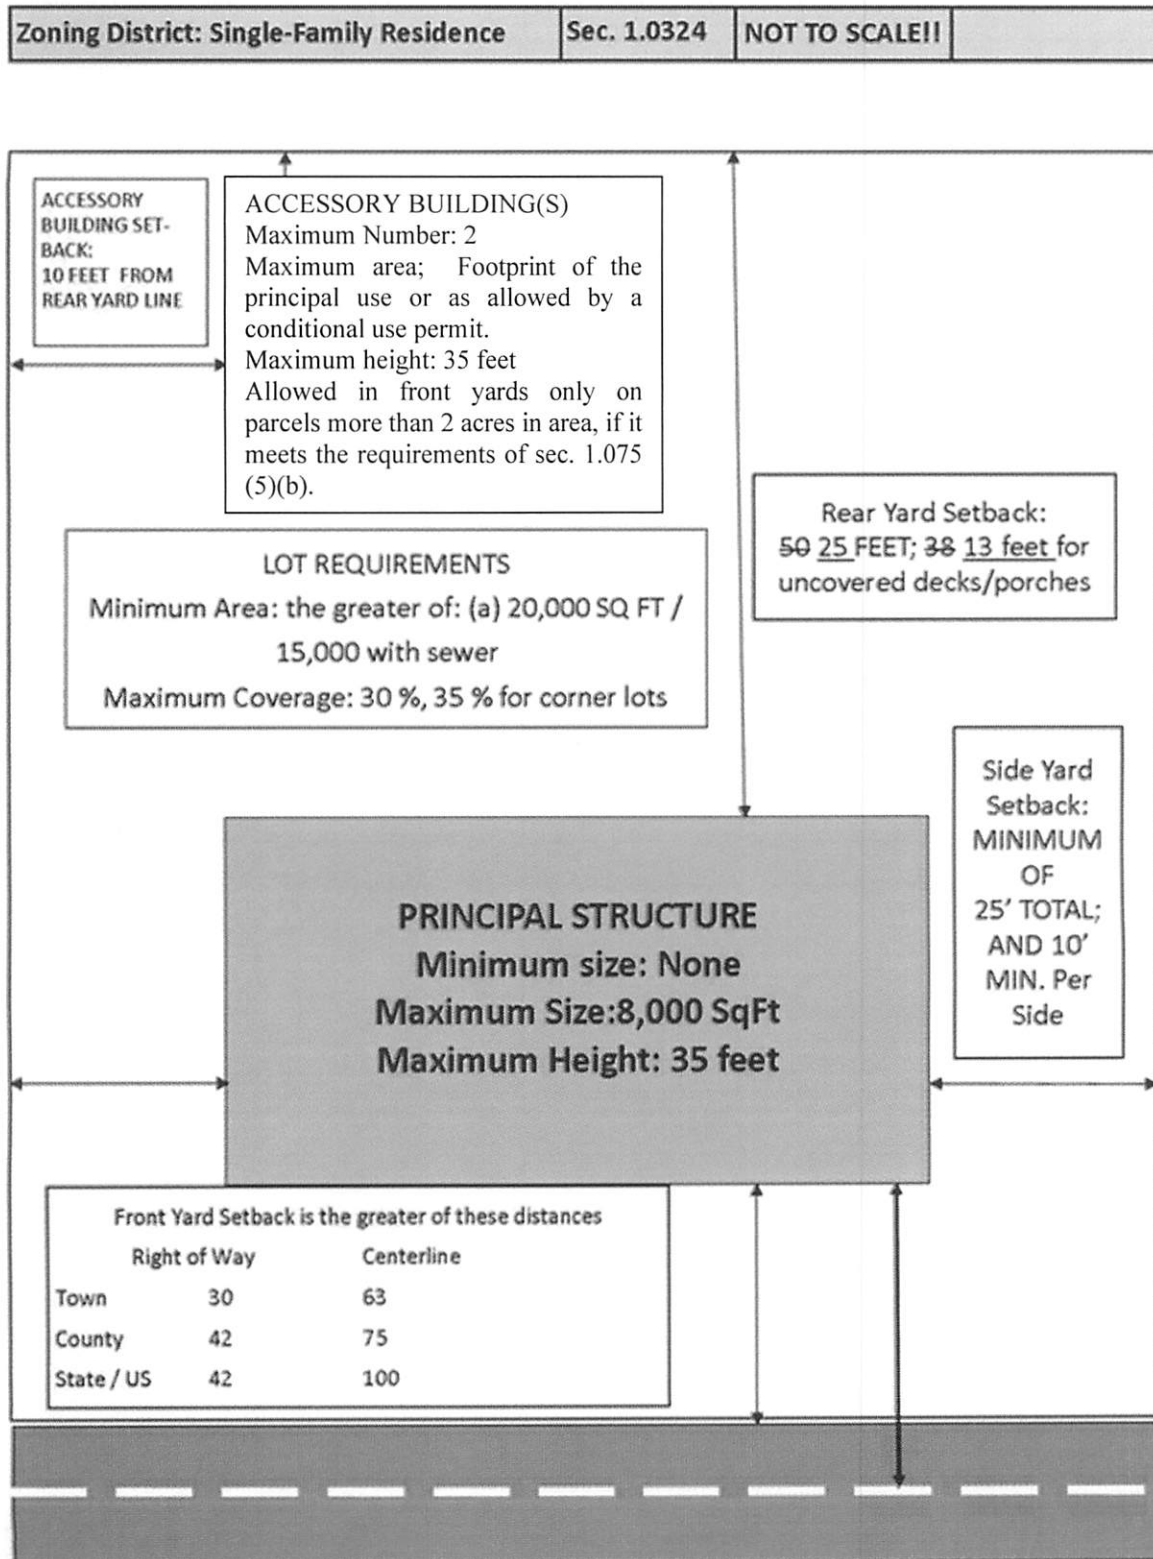 Zoning District: Single-Family Residence Sec. 1.0324 NOT TO SCALE!!
ACCESSORY
BUILDING SET-
BACK:
10 FEET FROM
REAR YARD LINE
ACCESSORY BUILDING(S)
Maximum Number: 2
Maximum area; Footprint of the
principal use or as allowed by a
conditional use permit.
Maximum height: 35 feet
Allowed in front yards only on
parcels more than 2 acres in area, if it
meets the requirements of sec. 1.075
(5)(b).
Rear Yard Setback:
50 25 FEET; 38 13 feet for
uncovered decks/porches
LOT REQUIREMENTS
Minimum Area: the greater of: (a) 20,000 SQ FT /
15,000 with sewer
Maximum Coverage: 30 %, 35 % for corner lots
Side Yard
Setback:
MINIMUM
OF
25' TOTAL;
AND 10'
MIN. Per
Side
PRINCIPAL STRUCTURE
Minimum size: None
Maximum Size:8,000 SqFt
Maximum Height: 35 feet
Front Yard Setback is the greater of these distances
Right of Way Centerline
Town 30 63
County 42 75
State / US 42 100